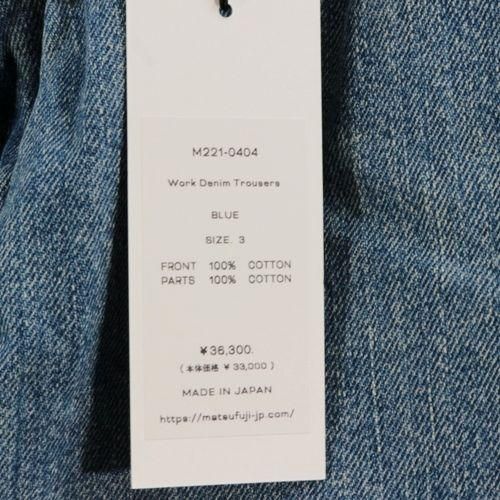 M221-0404
Work Denim Trousers
BLUE
SIZE. 3
FRONT 100% COTTON
PARTS 100% COTTON
¥36,300.
(本体価格 ¥ 33,000)
MADE IN JAPAN
https://matsufuji-jp.com/